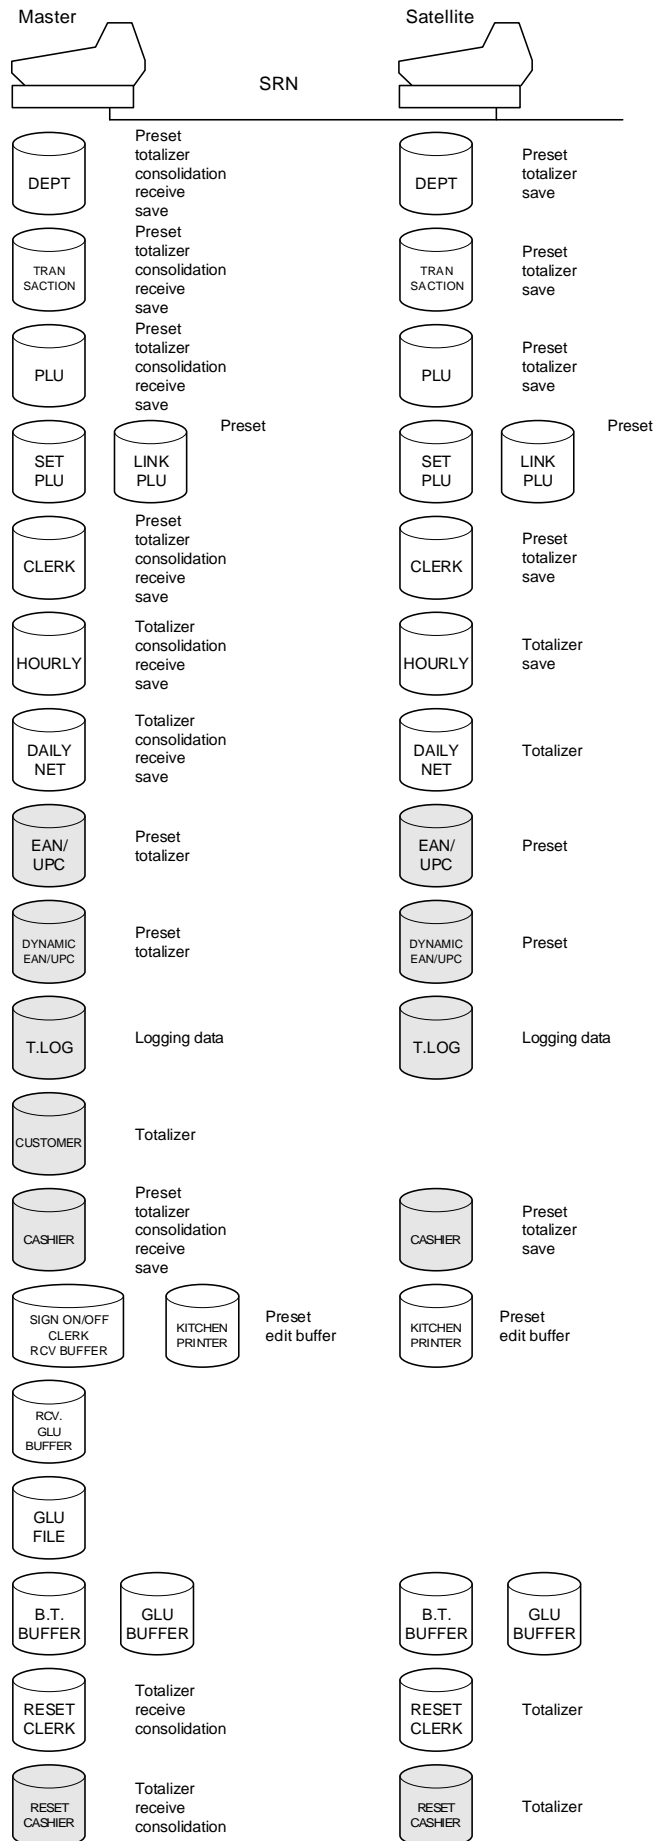 Master
Satellite
SRN
DEPT
Preset
totalizer
consolidation
receive
save
DEPT
Preset
totalizer
save
TRAN
SACTION
Preset
totalizer
consolidation
receive
save
TRAN
SACTION
Preset
totalizer
save
PLU
Preset
totalizer
consolidation
receive
save
PLU
Preset
totalizer
save
SET
PLU
LINK
PLU
Preset
SET
PLU
LINK
PLU
Preset
CLERK
Preset
totalizer
consolidation
receive
save
CLERK
Preset
totalizer
save
HOURLY
Totalizer
consolidation
receive
save
HOURLY
Totalizer
save
DAILY
NET
Totalizer
consolidation
receive
save
DAILY
NET
Totalizer
EAN/
UPC
Preset
totalizer
EAN/
UPC
Preset
DYNAMIC
EAN/UPC
Preset
totalizer
DYNAMIC
EAN/UPC
Preset
T.LOG
Logging data
T.LOG
Logging data
CUSTOMER
Totalizer
CASHIER
Preset
totalizer
consolidation
receive
save
CASHIER
Preset
totalizer
save
SIGN ON/OFF
CLERK
RCV BUFFER
KITCHEN
PRINTER
Preset
edit buffer
KITCHEN
PRINTER
Preset
edit buffer
RCV.
GLU
BUFFER
GLU
FILE
B.T.
BUFFER
GLU
BUFFER
B.T.
BUFFER
GLU
BUFFER
RESET
CLERK
Totalizer
receive
consolidation
RESET
CLERK
Totalizer
RESET
CASHIER
Totalizer
receive
consolidation
RESET
CASHIER
Totalizer